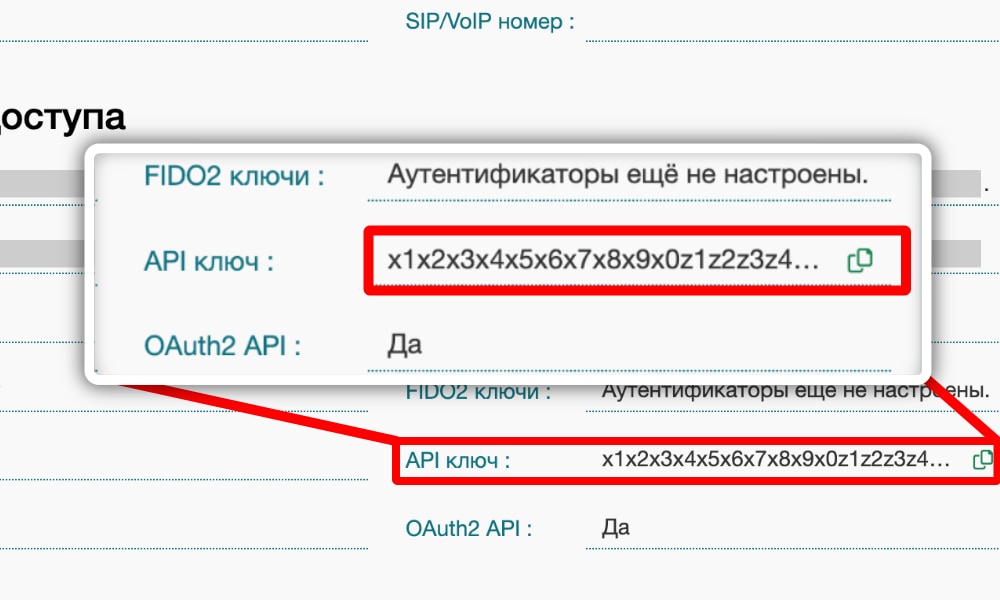 SIP/VoIP номер :
доступа
FIDO2 ключи : Аутентификаторы ещё не настроены.
API ключ : x1x2x3x4x5x6x7x8x9x0z1z2z3z4...
OAuth2 API : Да
FIDO2 ключи : Аутентификаторы ещё не настроены.
API ключ : x1x2x3x4x5x6x7x8x9x0z1z2z3z4...
OAuth2 API : Да